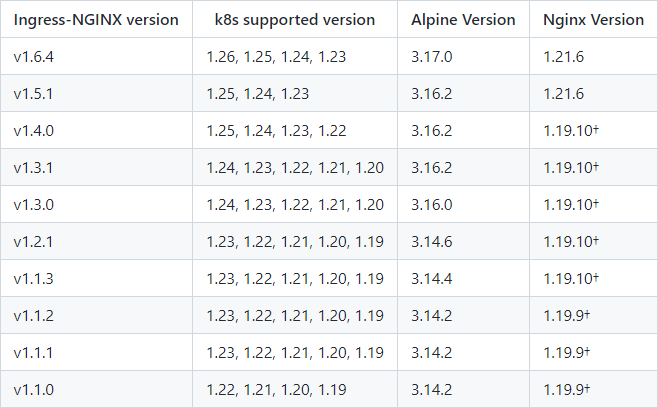 Ingress-NGINX version k8s supported version Alpine Version Nginx Version
v1.6.4 1.26, 1.25, 1.24, 1.23 3.17.0 1.21.6
v1.5.1 1.25, 1.24, 1.23 3.16.2 1.21.6
v1.4.0 1.25, 1.24, 1.23, 1.22 3.16.2 1.19.10†
v1.3.1 1.24, 1.23, 1.22, 1.21, 1.20 3.16.2 1.19.10†
v1.3.0 1.24, 1.23, 1.22, 1.21, 1.20 3.16.0 1.19.10†
v1.2.1 1.23, 1.22, 1.21, 1.20, 1.19 3.14.6 1.19.10†
v1.1.3 1.23, 1.22, 1.21, 1.20, 1.19 3.14.4 1.19.10†
v1.1.2 1.23, 1.22, 1.21, 1.20, 1.19 3.14.2 1.19.9†
v1.1.1 1.23, 1.22, 1.21, 1.20, 1.19 3.14.2 1.19.9†
v1.1.0 1.22, 1.21, 1.20, 1.19 3.14.2 1.19.9†